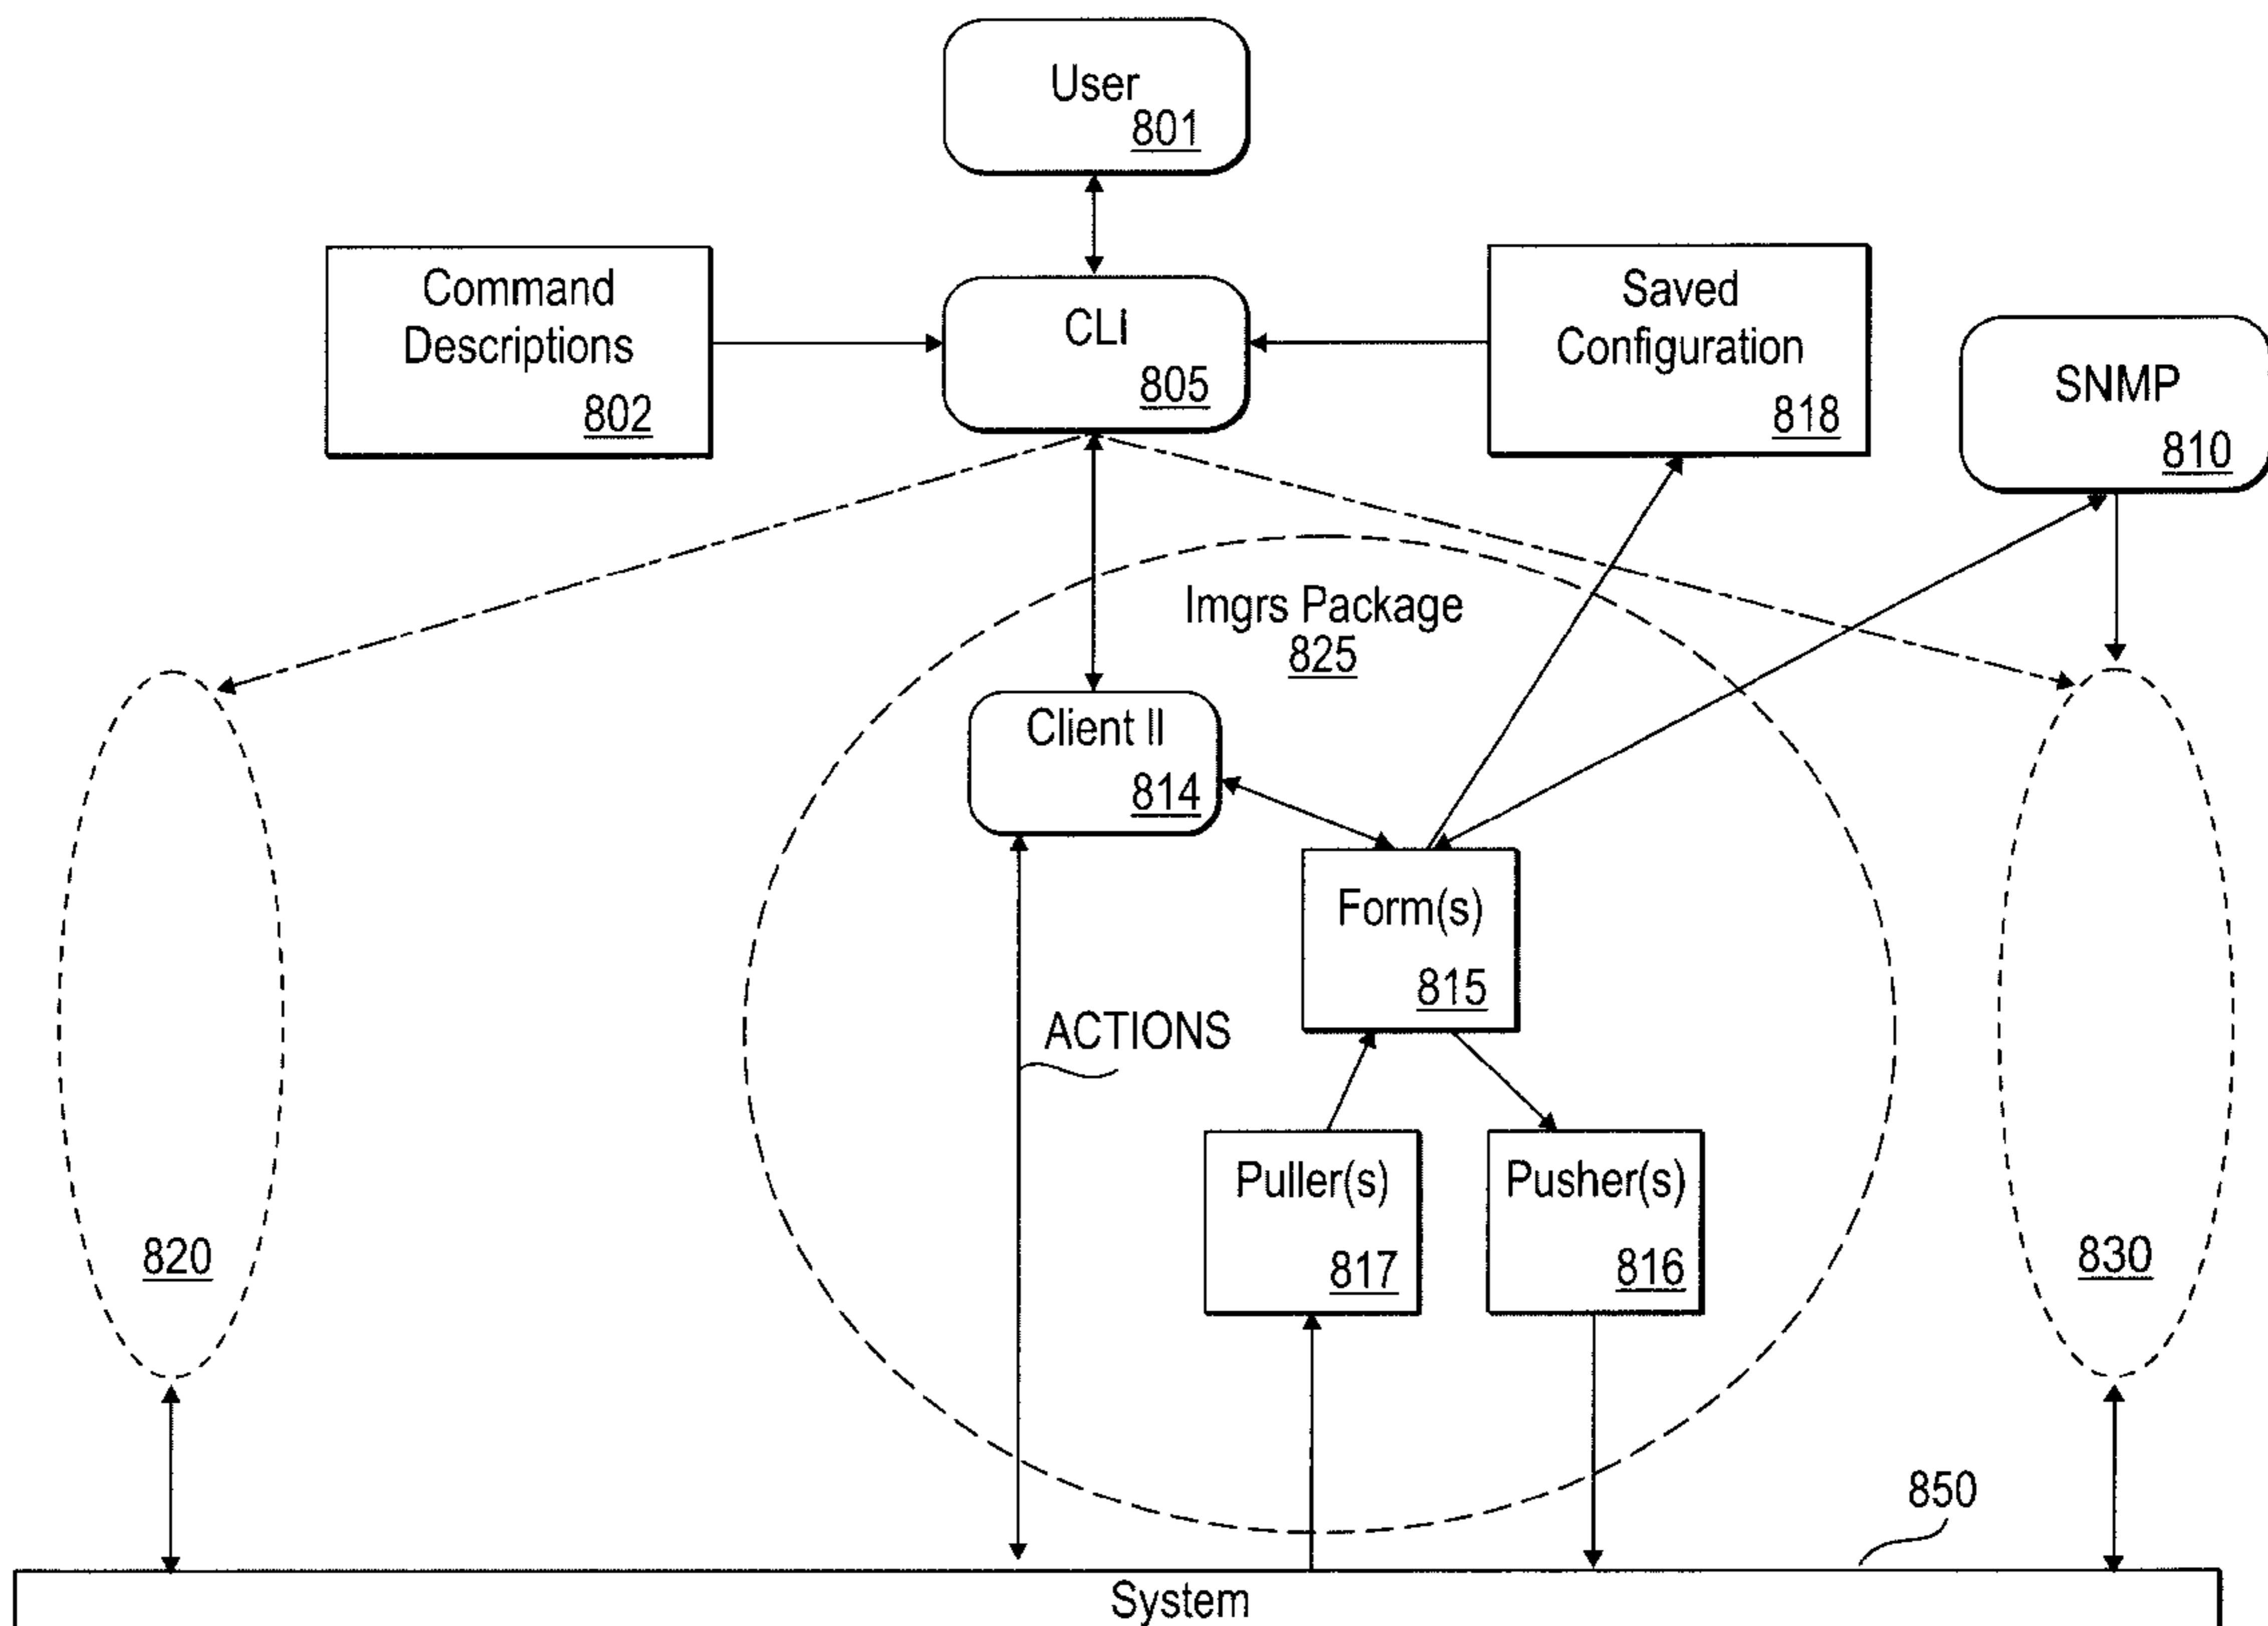 User
801
Command
Descriptions
802
CLI
805
Saved
Configuration
818
SNMP
810
Imgrs Package
825
Client II
814
Form(s)
815
ACTIONS
Puller(s)
817
Pusher(s)
816
820
830
850
System